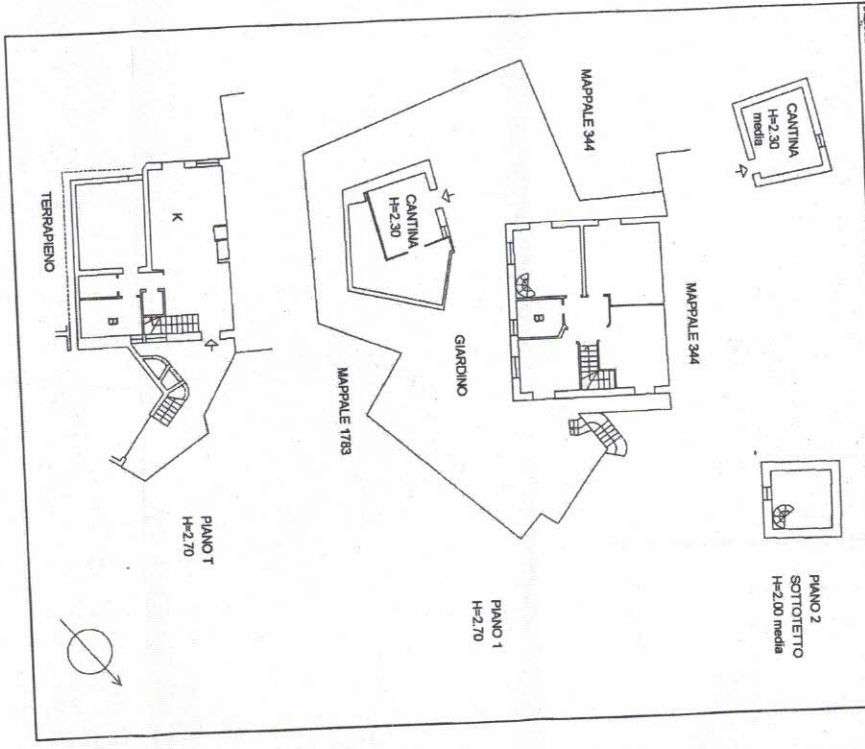 CANTINA
H=2.30
media
MAPPALE 344
MAPPALE 344
PIANO 2
SOTTOTETTO
H=2.00 media
CANTINA
H=2.30
B
GIARDINO
MAPPALE 1783
PIANO 1
H=2.70
K
B
TERRAPIENO
PIANO T
H=2.70